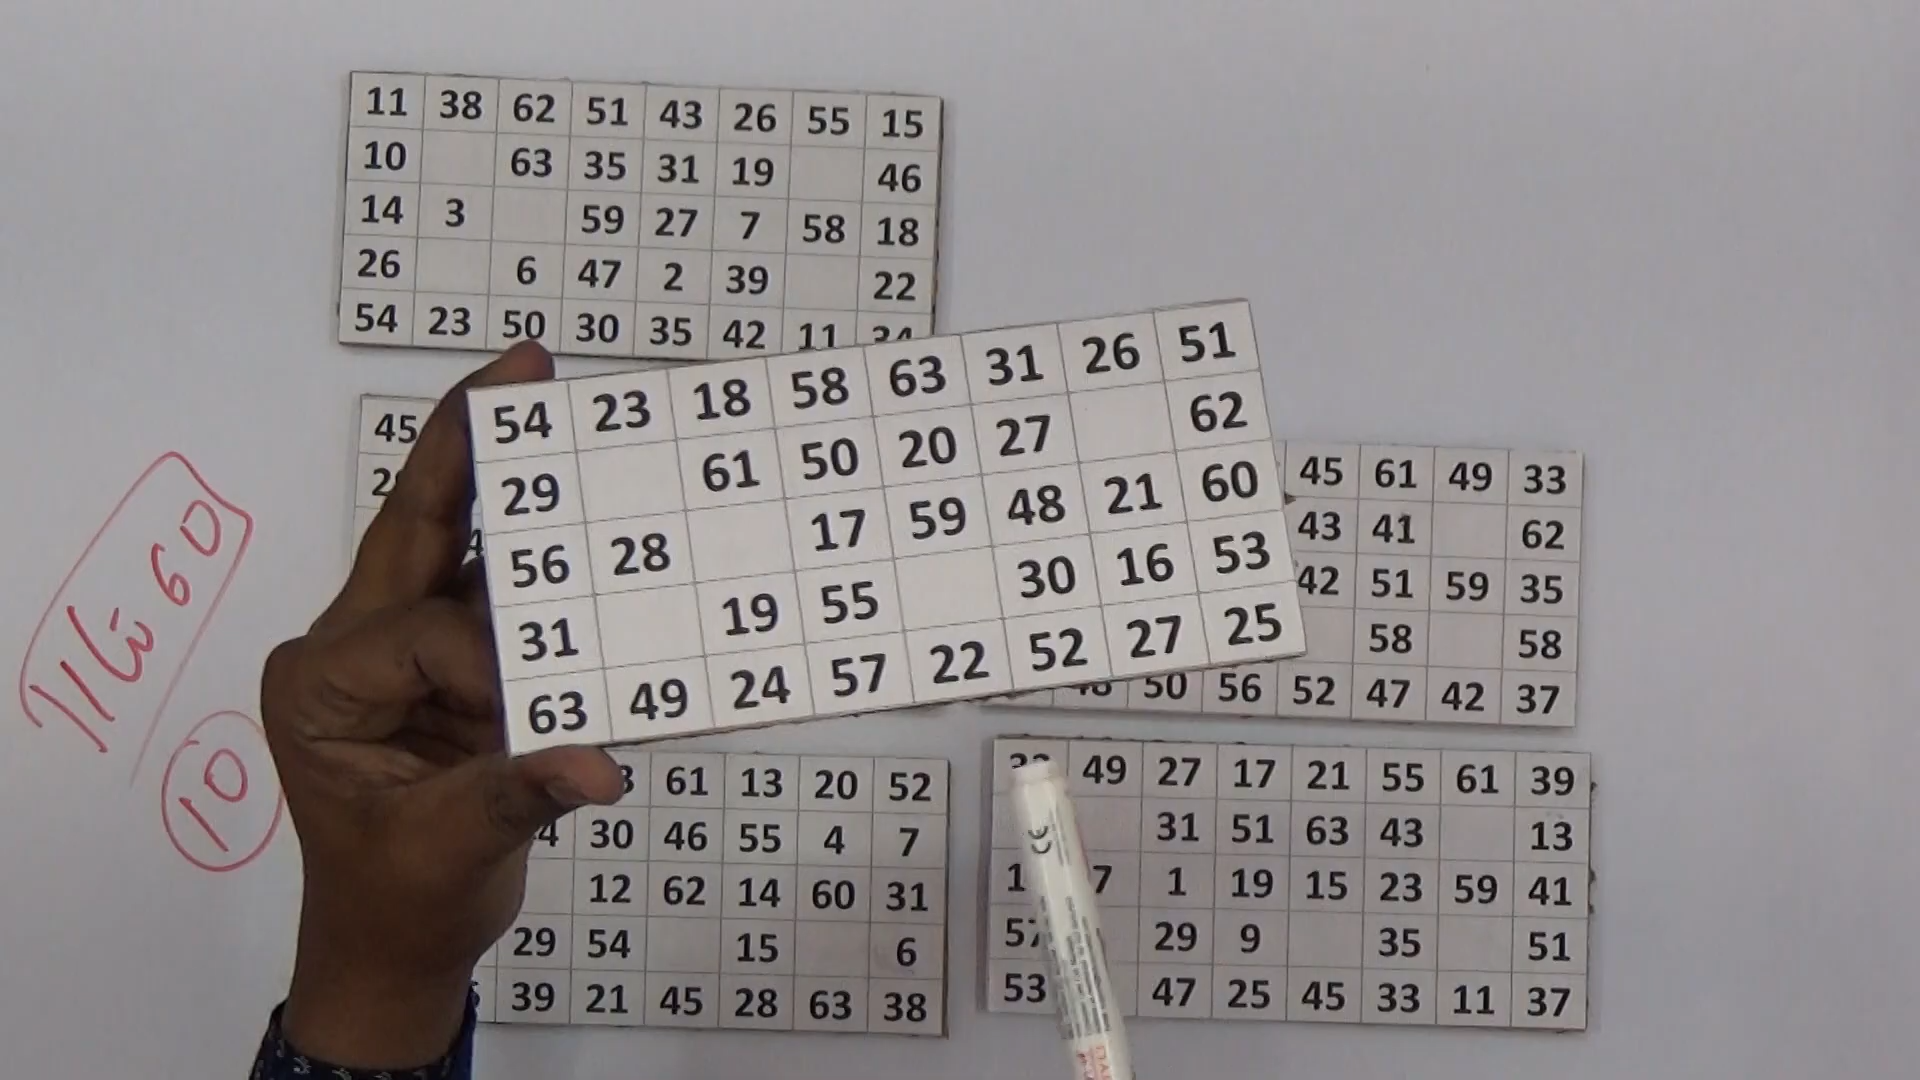 11 38 62 51 43 26 55 15
10 63 35 31 19 46
14 3 59 27 7 58 18
26 6 47 2 39 22
54 23 50 30 35 42 11
54 23 18 58 63 31 26 51
29 61 50 20 27 62
56 28 17 59 48 21 60
31 19 55 30 16 53
63 49 24 57 22 52 27 25
45
45 61 49 33
43 41 62
42 51 59 35
58 58
50 56 52 47 42 37
60
10
61 13 20 52
30 46 55 4 7
12 62 14 60 31
29 54 15 6
39 21 45 28 63 38
49 27 17 21 55 61 39
31 51 63 43 13
7 1 19 15 23 59 41
57 29 9 35 51
53 47 25 45 33 11 37
CE